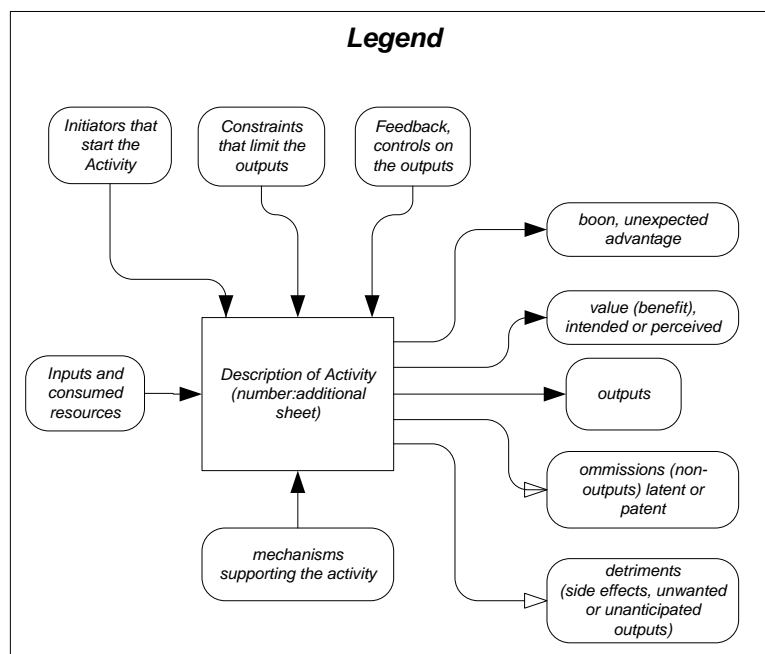 Legend
Initiators that
start the
Activity
Constraints
that limit the
outputs
Feedback,
controls on
the outputs
boon, unexpected
advantage
value (benefit),
intended or perceived
Inputs and
consumed
resources
Description of Activity
(number:additional
sheet)
outputs
ommissions (non-
outputs) latent or
patent
mechanisms
supporting the activity
detriments
(side effects, unwanted
or unanticipated
outputs)